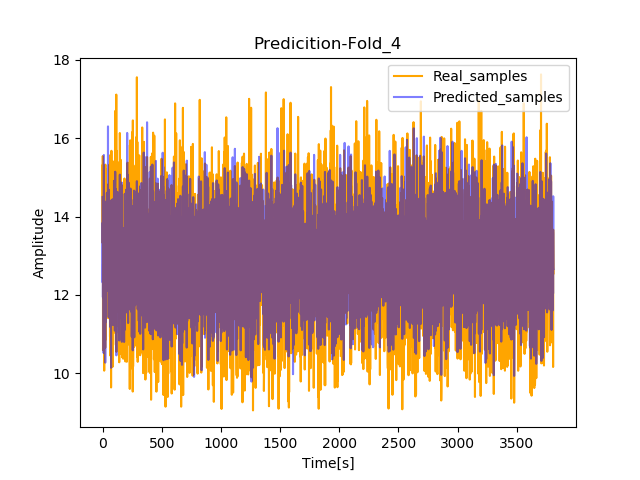 Predicition-Fold_4
Real_samples
Predicted_samples
Amplitude
18
16
14
12
10
0 500 1000 1500 2000 2500 3000 3500
Time[s]